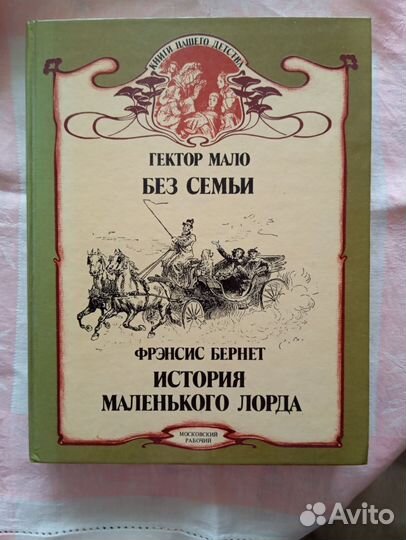 КНИГИ НАШЕГО ДЕТСТВА
ГЕКТОР МАЛО
БЕЗ СЕМЬИ
ФРЭНСИС БЕРНЕТ
ИСТОРИЯ
МАЛЕНЬКОГО ЛОРДА
МОСКОВСКИЙ
РАБОЧИЙ
Avito